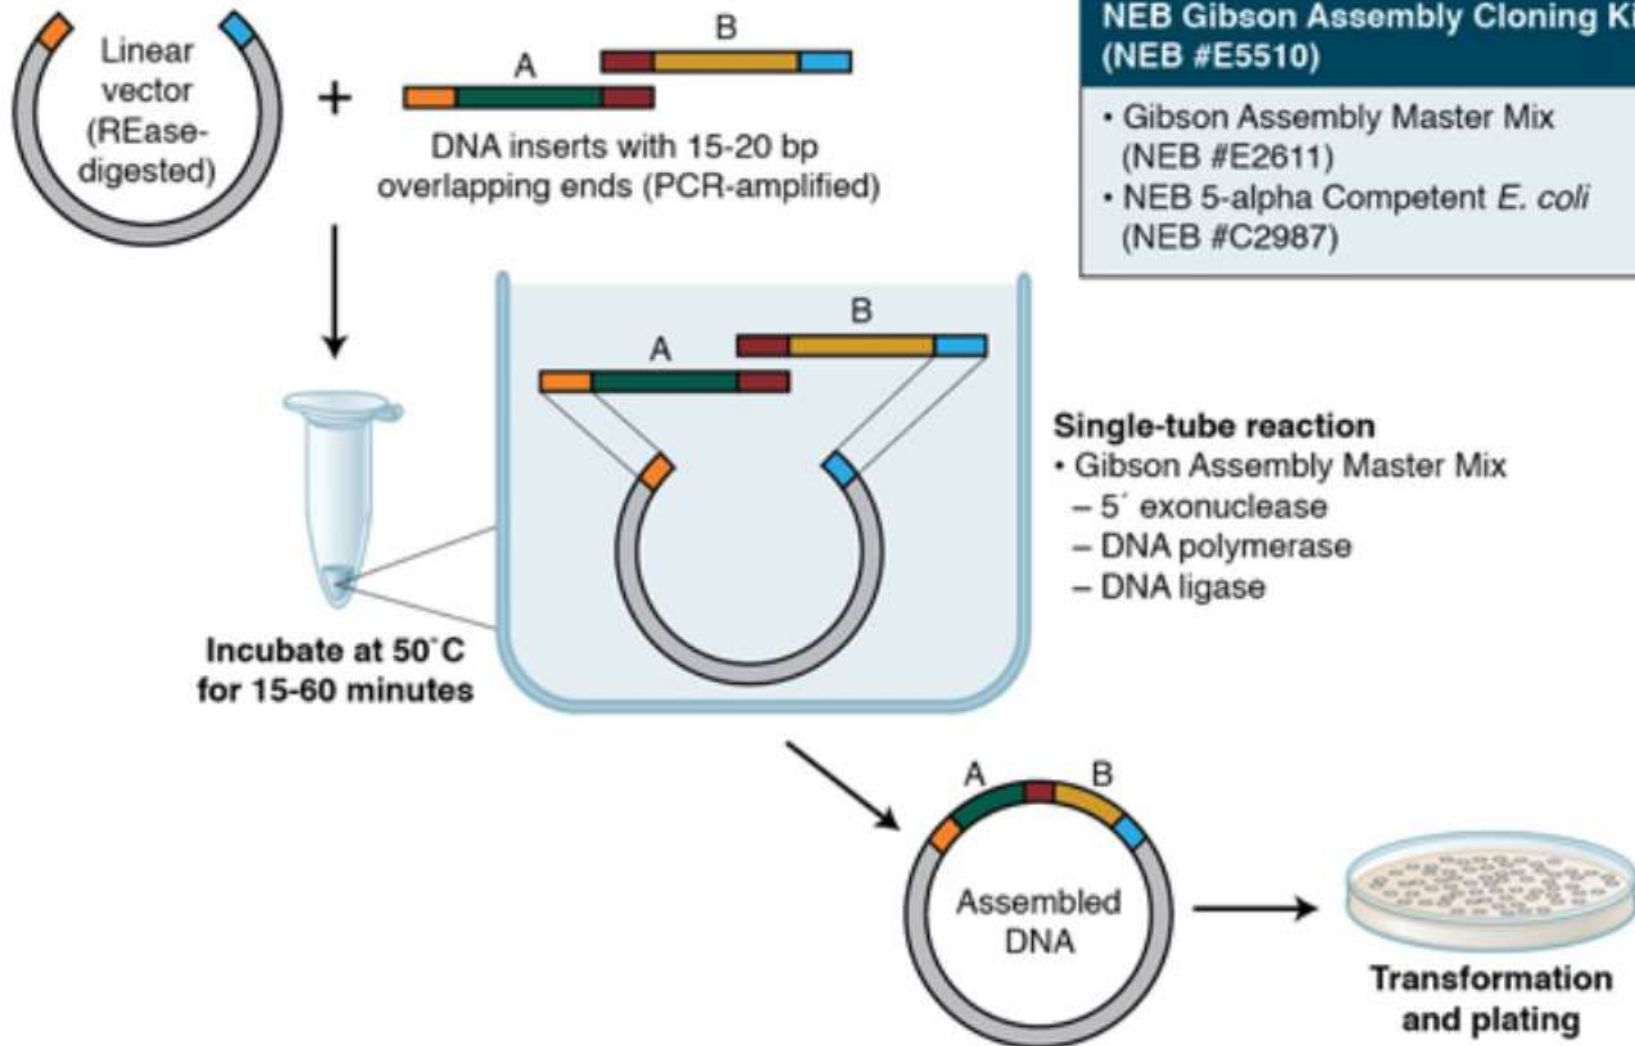 Linear
vector
(REase-
digested)
+
A
B
DNA inserts with 15-20 bp
overlapping ends (PCR-amplified)
NEB Gibson Assembly Cloning Ki
(NEB #E5510)
• Gibson Assembly Master Mix
(NEB #E2611)
• NEB 5-alpha Competent E. coli
(NEB #C2987)
B
A
Single-tube reaction
• Gibson Assembly Master Mix
– 5´ exonuclease
– DNA polymerase
– DNA ligase
Incubate at 50˚C
for 15-60 minutes
A
B
Assembled
DNA
Transformation
and plating